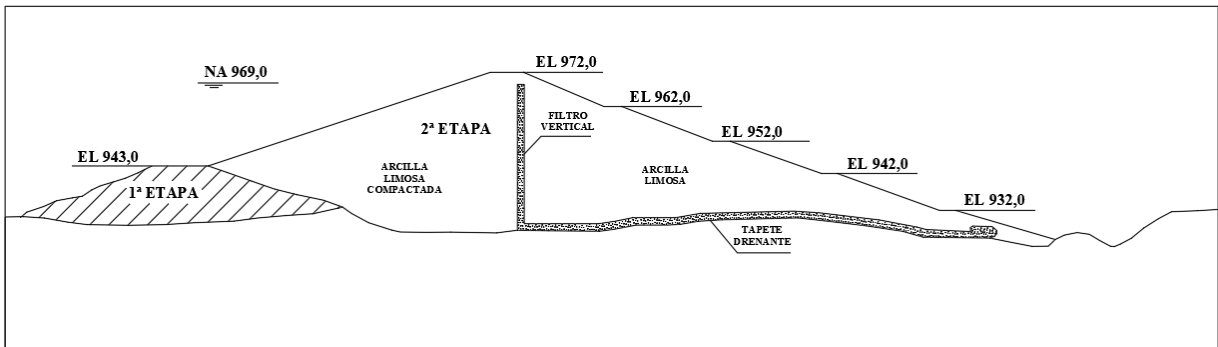 NA 969,0
EL 972,0
EL 962,0
FILTRO
VERTICAL
2ª ETAPA
EL 952,0
EL 943,0
ARCILLA
LIMOSA
COMPACTADA
ARCILLA
LIMOSA
EL 942,0
1ª ETAPA
EL 932,0
TAPETE
DRENANTE